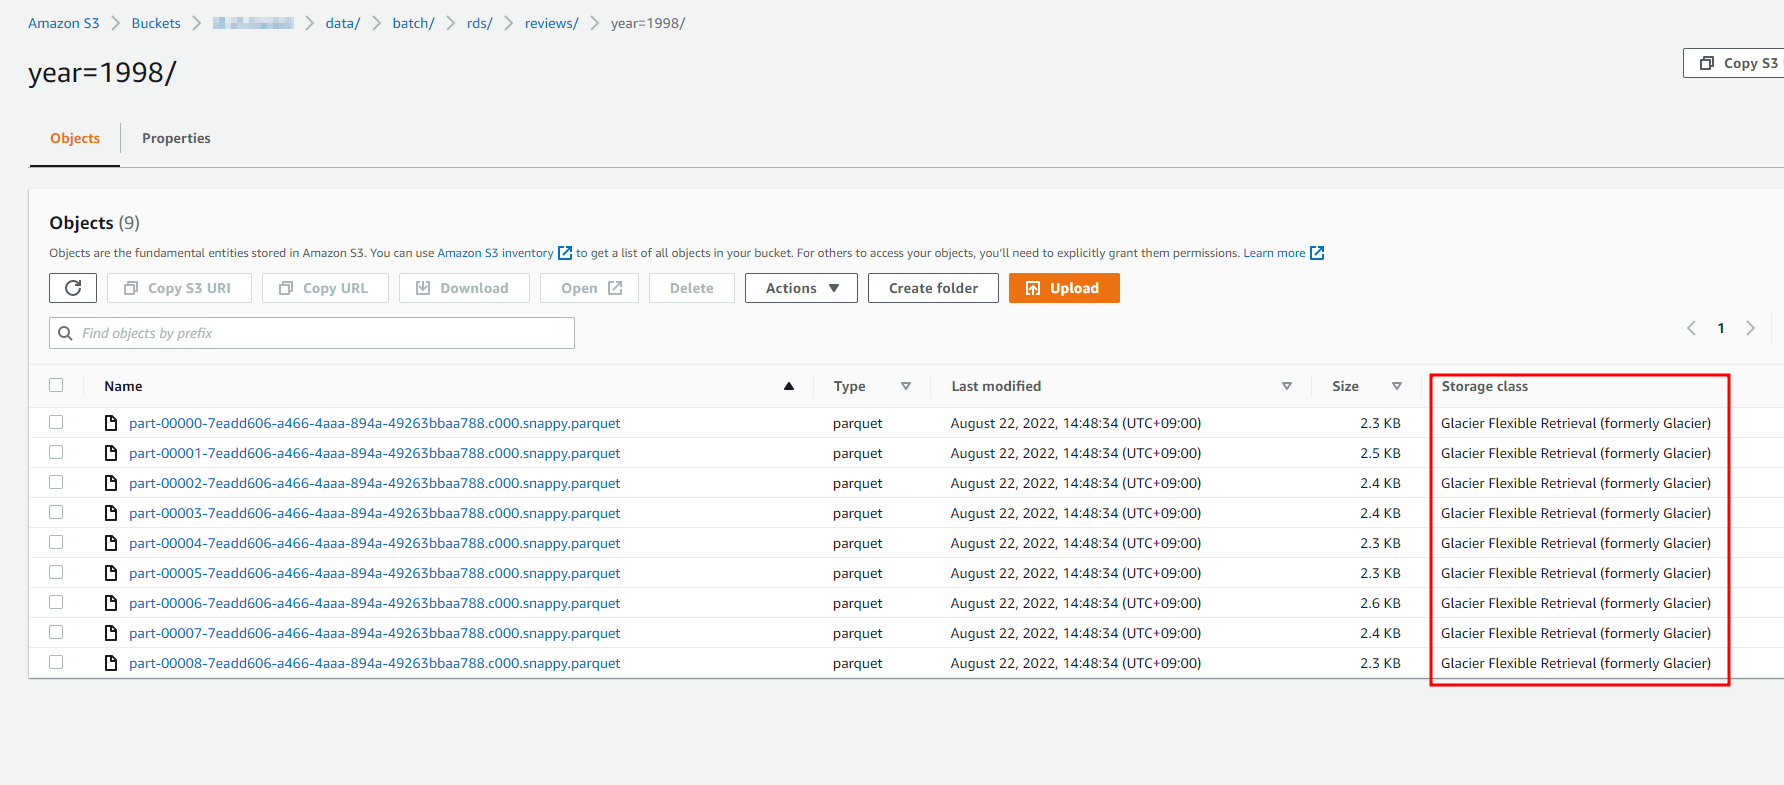 Amazon S3 > Buckets > > data/ > batch/ > rds/ > reviews/ > year=1998/
year=1998/
Copy S3
Objects Properties
Objects (9)
Objects are the fundamental entities stored in Amazon S3. You can use Amazon S3 inventory to get a list of all objects in your bucket. For others to access your objects, you'll need to explicitly grant them permissions. Learn more
Copy S3 URI Copy URL Download Open Delete Actions Create folder Upload
Find objects by prefix
1
Name Type Last modified Size Storage class
part-00000-7eadd606-a466-4aaa-894a-49263bbaa788.c000.snappy.parquet parquet August 22, 2022, 14:48:34 (UTC+09:00) 2.3 KB Glacier Flexible Retrieval (formerly Glacier)
part-00001-7eadd606-a466-4aaa-894a-49263bbaa788.c000.snappy.parquet parquet August 22, 2022, 14:48:34 (UTC+09:00) 2.5 KB Glacier Flexible Retrieval (formerly Glacier)
part-00002-7eadd606-a466-4aaa-894a-49263bbaa788.c000.snappy.parquet parquet August 22, 2022, 14:48:34 (UTC+09:00) 2.4 KB Glacier Flexible Retrieval (formerly Glacier)
part-00003-7eadd606-a466-4aaa-894a-49263bbaa788.c000.snappy.parquet parquet August 22, 2022, 14:48:34 (UTC+09:00) 2.4 KB Glacier Flexible Retrieval (formerly Glacier)
part-00004-7eadd606-a466-4aaa-894a-49263bbaa788.c000.snappy.parquet parquet August 22, 2022, 14:48:34 (UTC+09:00) 2.3 KB Glacier Flexible Retrieval (formerly Glacier)
part-00005-7eadd606-a466-4aaa-894a-49263bbaa788.c000.snappy.parquet parquet August 22, 2022, 14:48:34 (UTC+09:00) 2.3 KB Glacier Flexible Retrieval (formerly Glacier)
part-00006-7eadd606-a466-4aaa-894a-49263bbaa788.c000.snappy.parquet parquet August 22, 2022, 14:48:34 (UTC+09:00) 2.6 KB Glacier Flexible Retrieval (formerly Glacier)
part-00007-7eadd606-a466-4aaa-894a-49263bbaa788.c000.snappy.parquet parquet August 22, 2022, 14:48:34 (UTC+09:00) 2.4 KB Glacier Flexible Retrieval (formerly Glacier)
part-00008-7eadd606-a466-4aaa-894a-49263bbaa788.c000.snappy.parquet parquet August 22, 2022, 14:48:34 (UTC+09:00) 2.3 KB Glacier Flexible Retrieval (formerly Glacier)